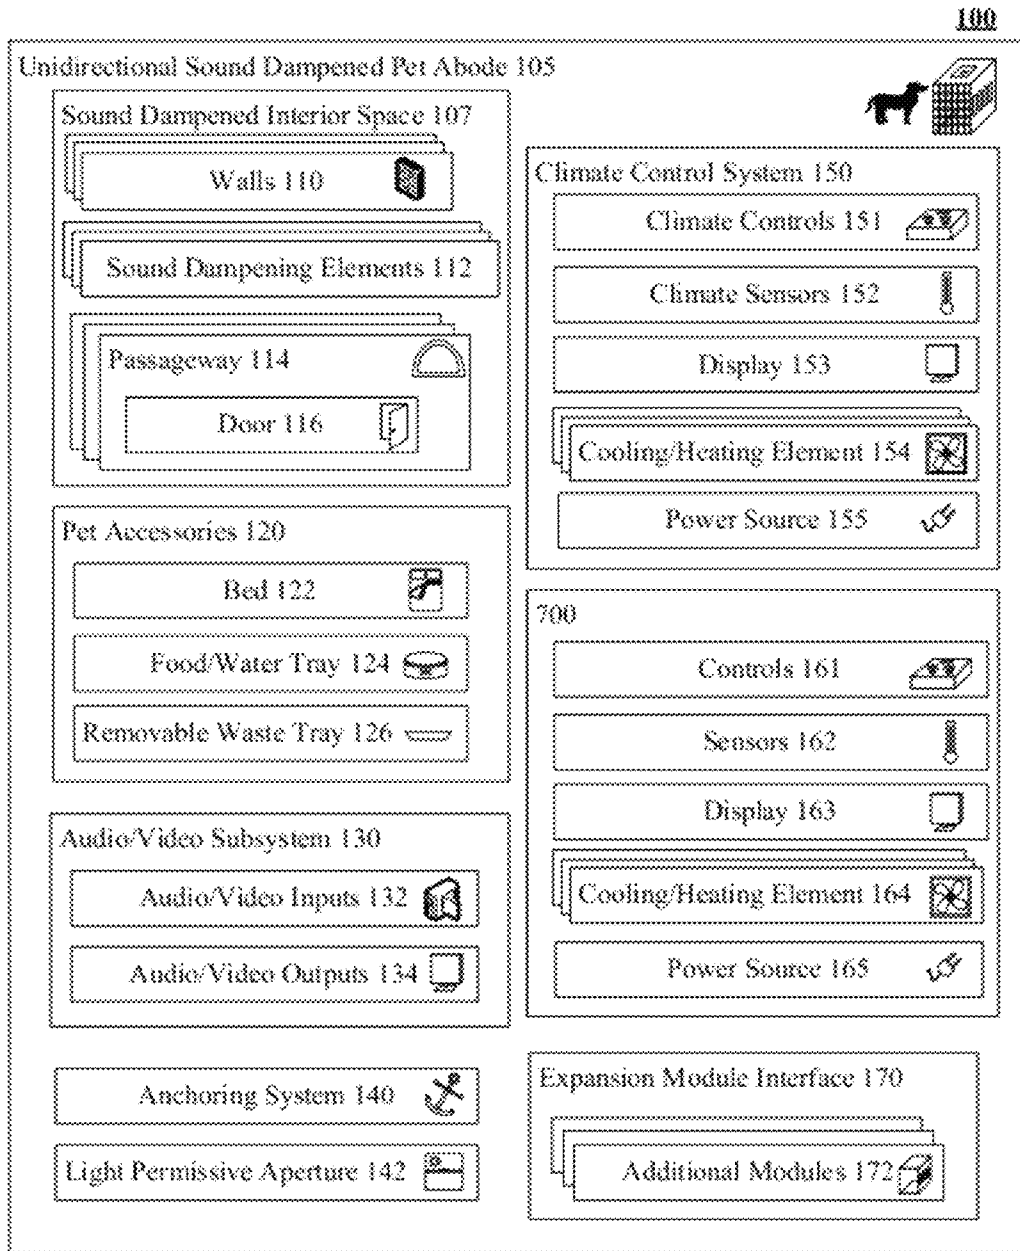 100
Unidirectional Sound Dampened Pet Abode 105
Sound Dampened Interior Space 107
Walls 110
Sound Dampening Elements 112
Passageway 114
Door 116
Pet Accessories 120
Bed 122
Food/Water Tray 124
Removable Waste Tray 126
Audio/Video Subsystem 130
Audio/Video Inputs 132
Audio/Video Outputs 134
Anchoring System 140
Light Permissive Aperture 142
Climate Control System 150
Climate Controls 151
Climate Sensors 152
Display 153
Cooling/Heating Element 154
Power Source 155
700
Controls 161
Sensors 162
Display 163
Cooling/Heating Element 164
Power Source 165
Expansion Module Interface 170
Additional Modules 172